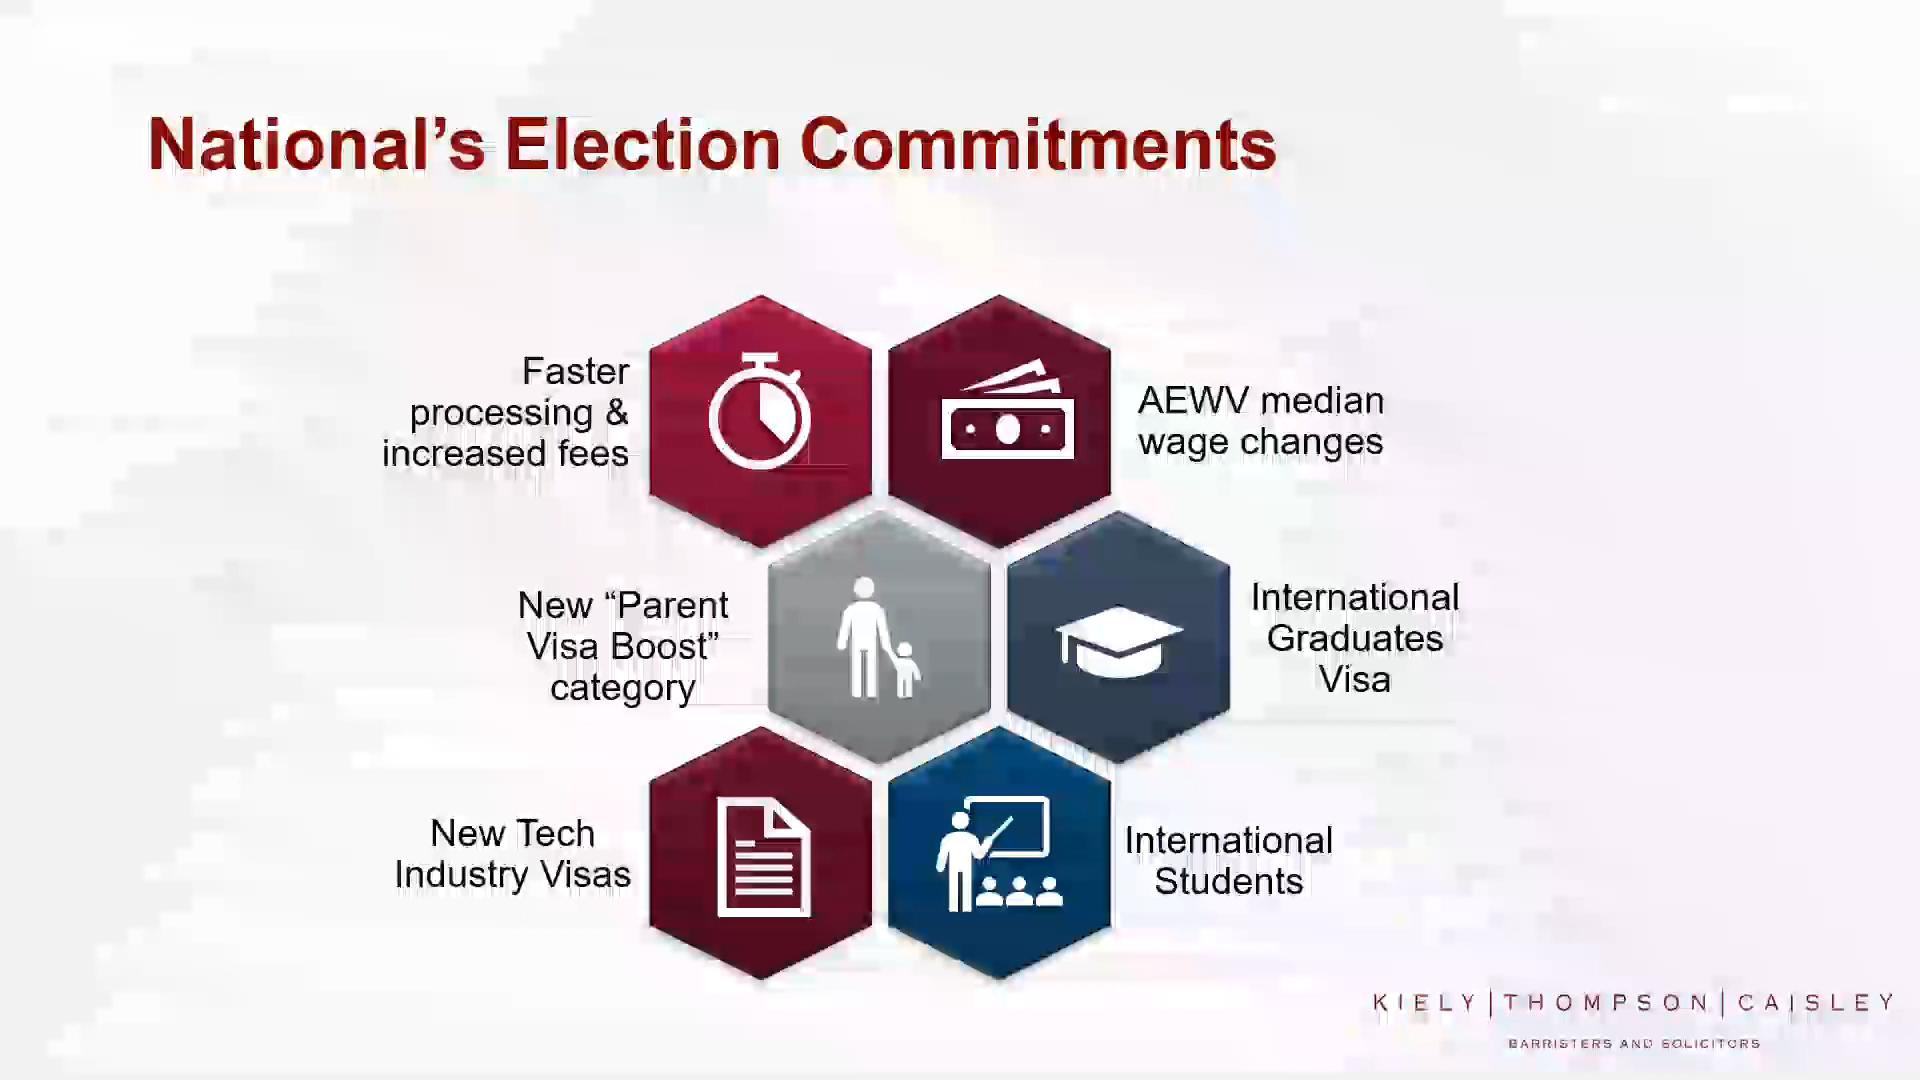 National’s Election Commitments
Faster
processing &
increased fees
AEWV median
wage changes
New “Parent
Visa Boost”
category
International
Graduates
Visa
New Tech
Industry Visas
International
Students
KIELY|THOMPSON|CAISLEY
BARRISTERS AND SOLICITORS